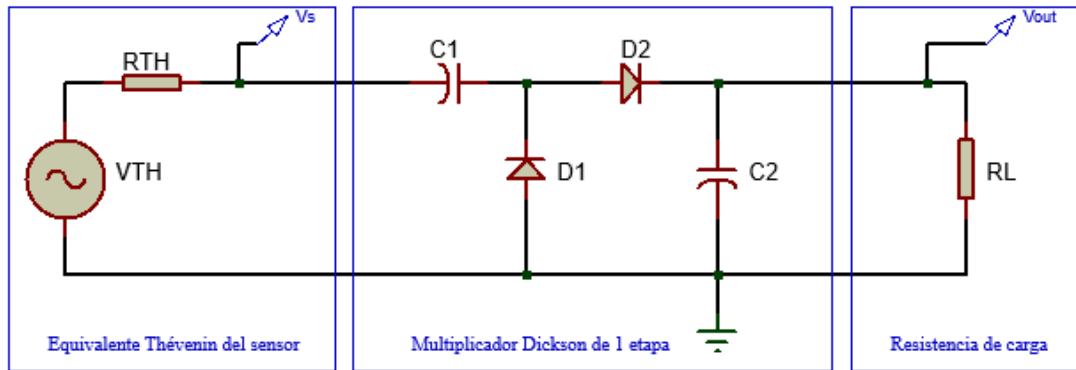 Vs
Vout
C1
D2
RTH
VTH
D1
C2
RL
Equivalente Thévenin del sensor
Multiplicador Dickson de 1 etapa
Resistencia de carga